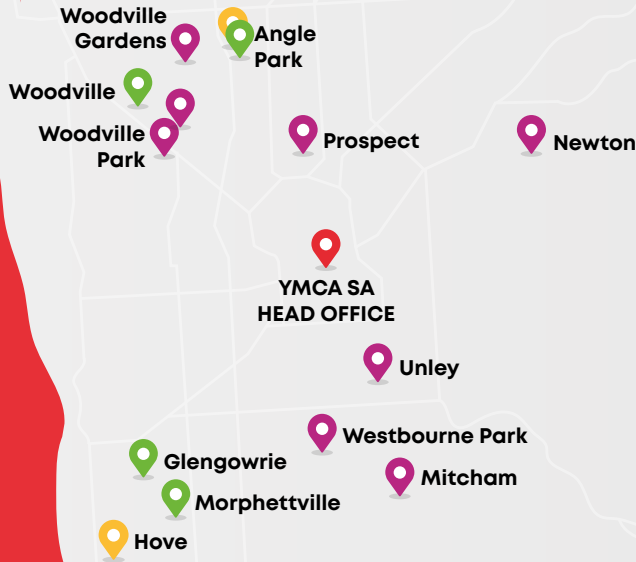 Woodville
Gardens
Angle
Park
Woodville
Woodville
Park
Prospect
Newton
YMCA SA
HEAD OFFICE
Unley
Westbourne Park
Mitcham
Glengowrie
Morphettville
Hove